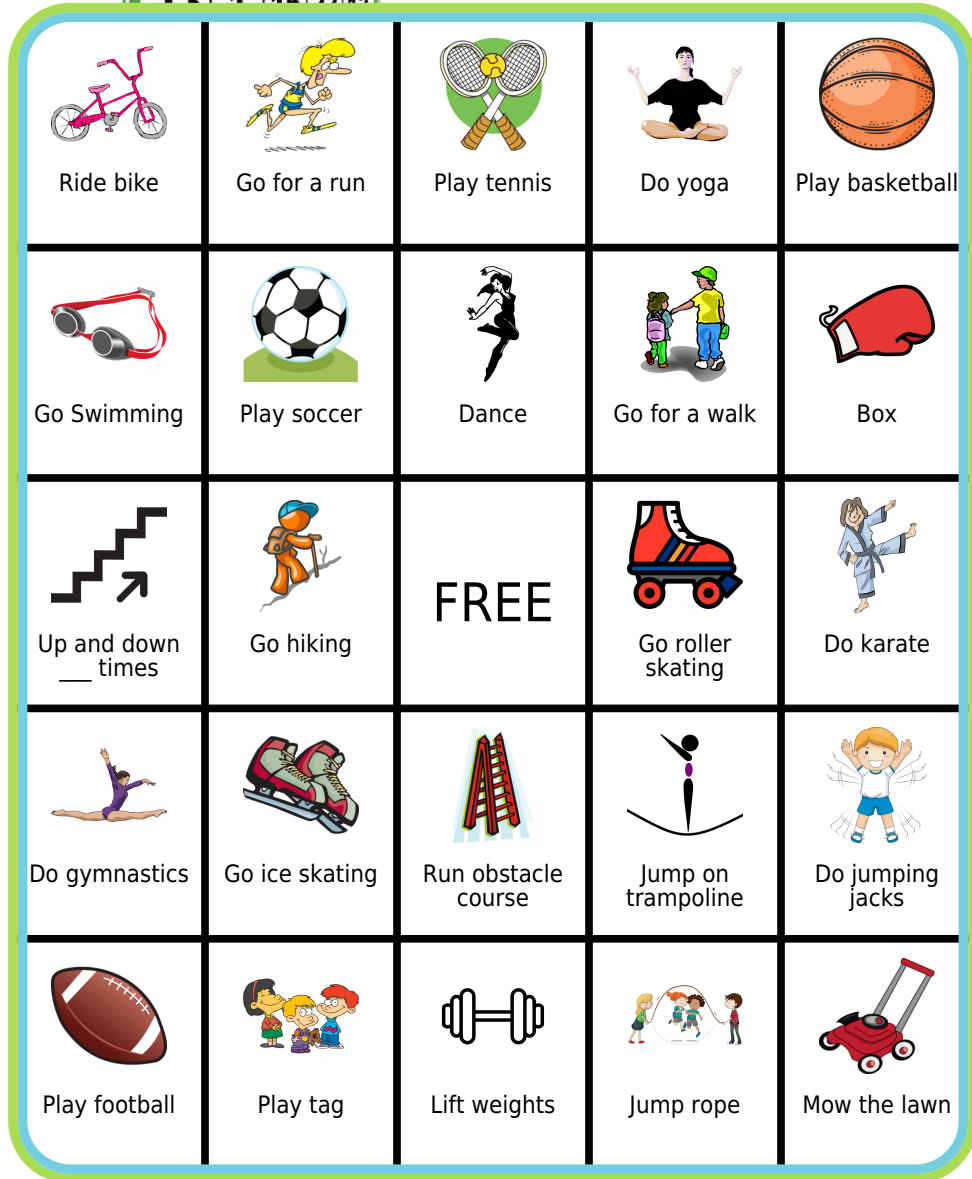 Ride bike
Go for a run
Play tennis
Do yoga
Play basketball
Go Swimming
Play soccer
Dance
Go for a walk
Box
Up and down
___ times
Go hiking
FREE
Go roller
skating
Do karate
Do gymnastics
Go ice skating
Run obstacle
course
Jump on
trampoline
Do jumping
jacks
Play football
Play tag
Lift weights
Jump rope
Mow the lawn